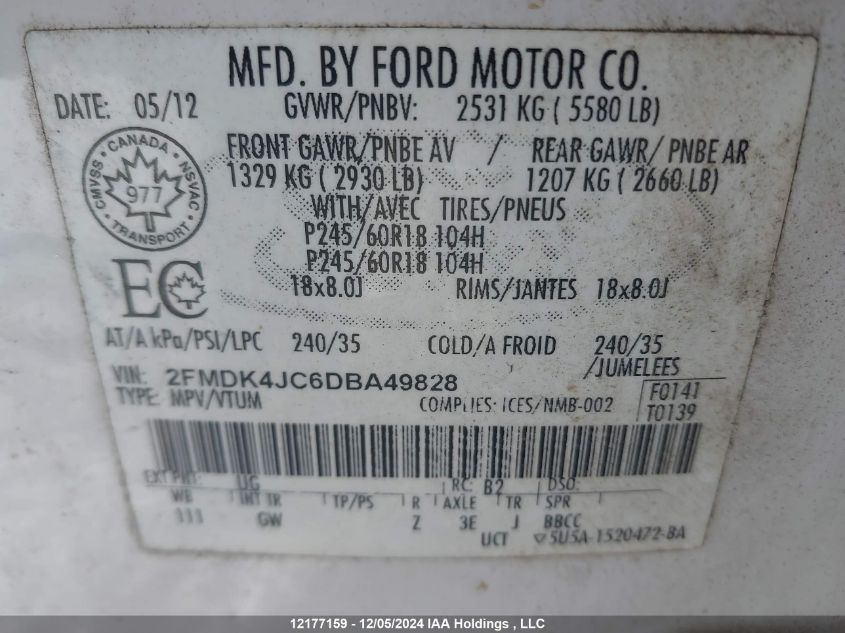 MFD. BY FORD MOTOR CO.
DATE: 05/12 GVWR/PNBV: 2531 KG ( 5580 LB)
FRONT GAWR/PNBE AV / REAR GAWR/ PNBE AR
1329 KG ( 2930 LB) 1207 KG ( 2660 LB)
WITH/AVEC TIRES/PNEUS
P245/60R18 104H
P245/60R18 104H
18x8.0J RIMS/JANTES 18x8.0J
CMVSS • CANADA • NSVAC
977
TRANSPORT
EC
AT/A kPa/PSI/LPC 240/35 COLD/A FROID 240/35
/JUMELEES
VIN: 2FMDK4JC6DBA49828
TYPE: MPV/VTUM COMPLIES: ICES/NMB-002
F0141
T0139
EXT PNT: UG RC: B2 DSO:
WB INT TR TP/PS R AXLE TR SPR
GW Z 3E J BBCC
UCT ▽5U5A-1520472-BA
12177159 - 12/05/2024 IAA Holdings , LLC